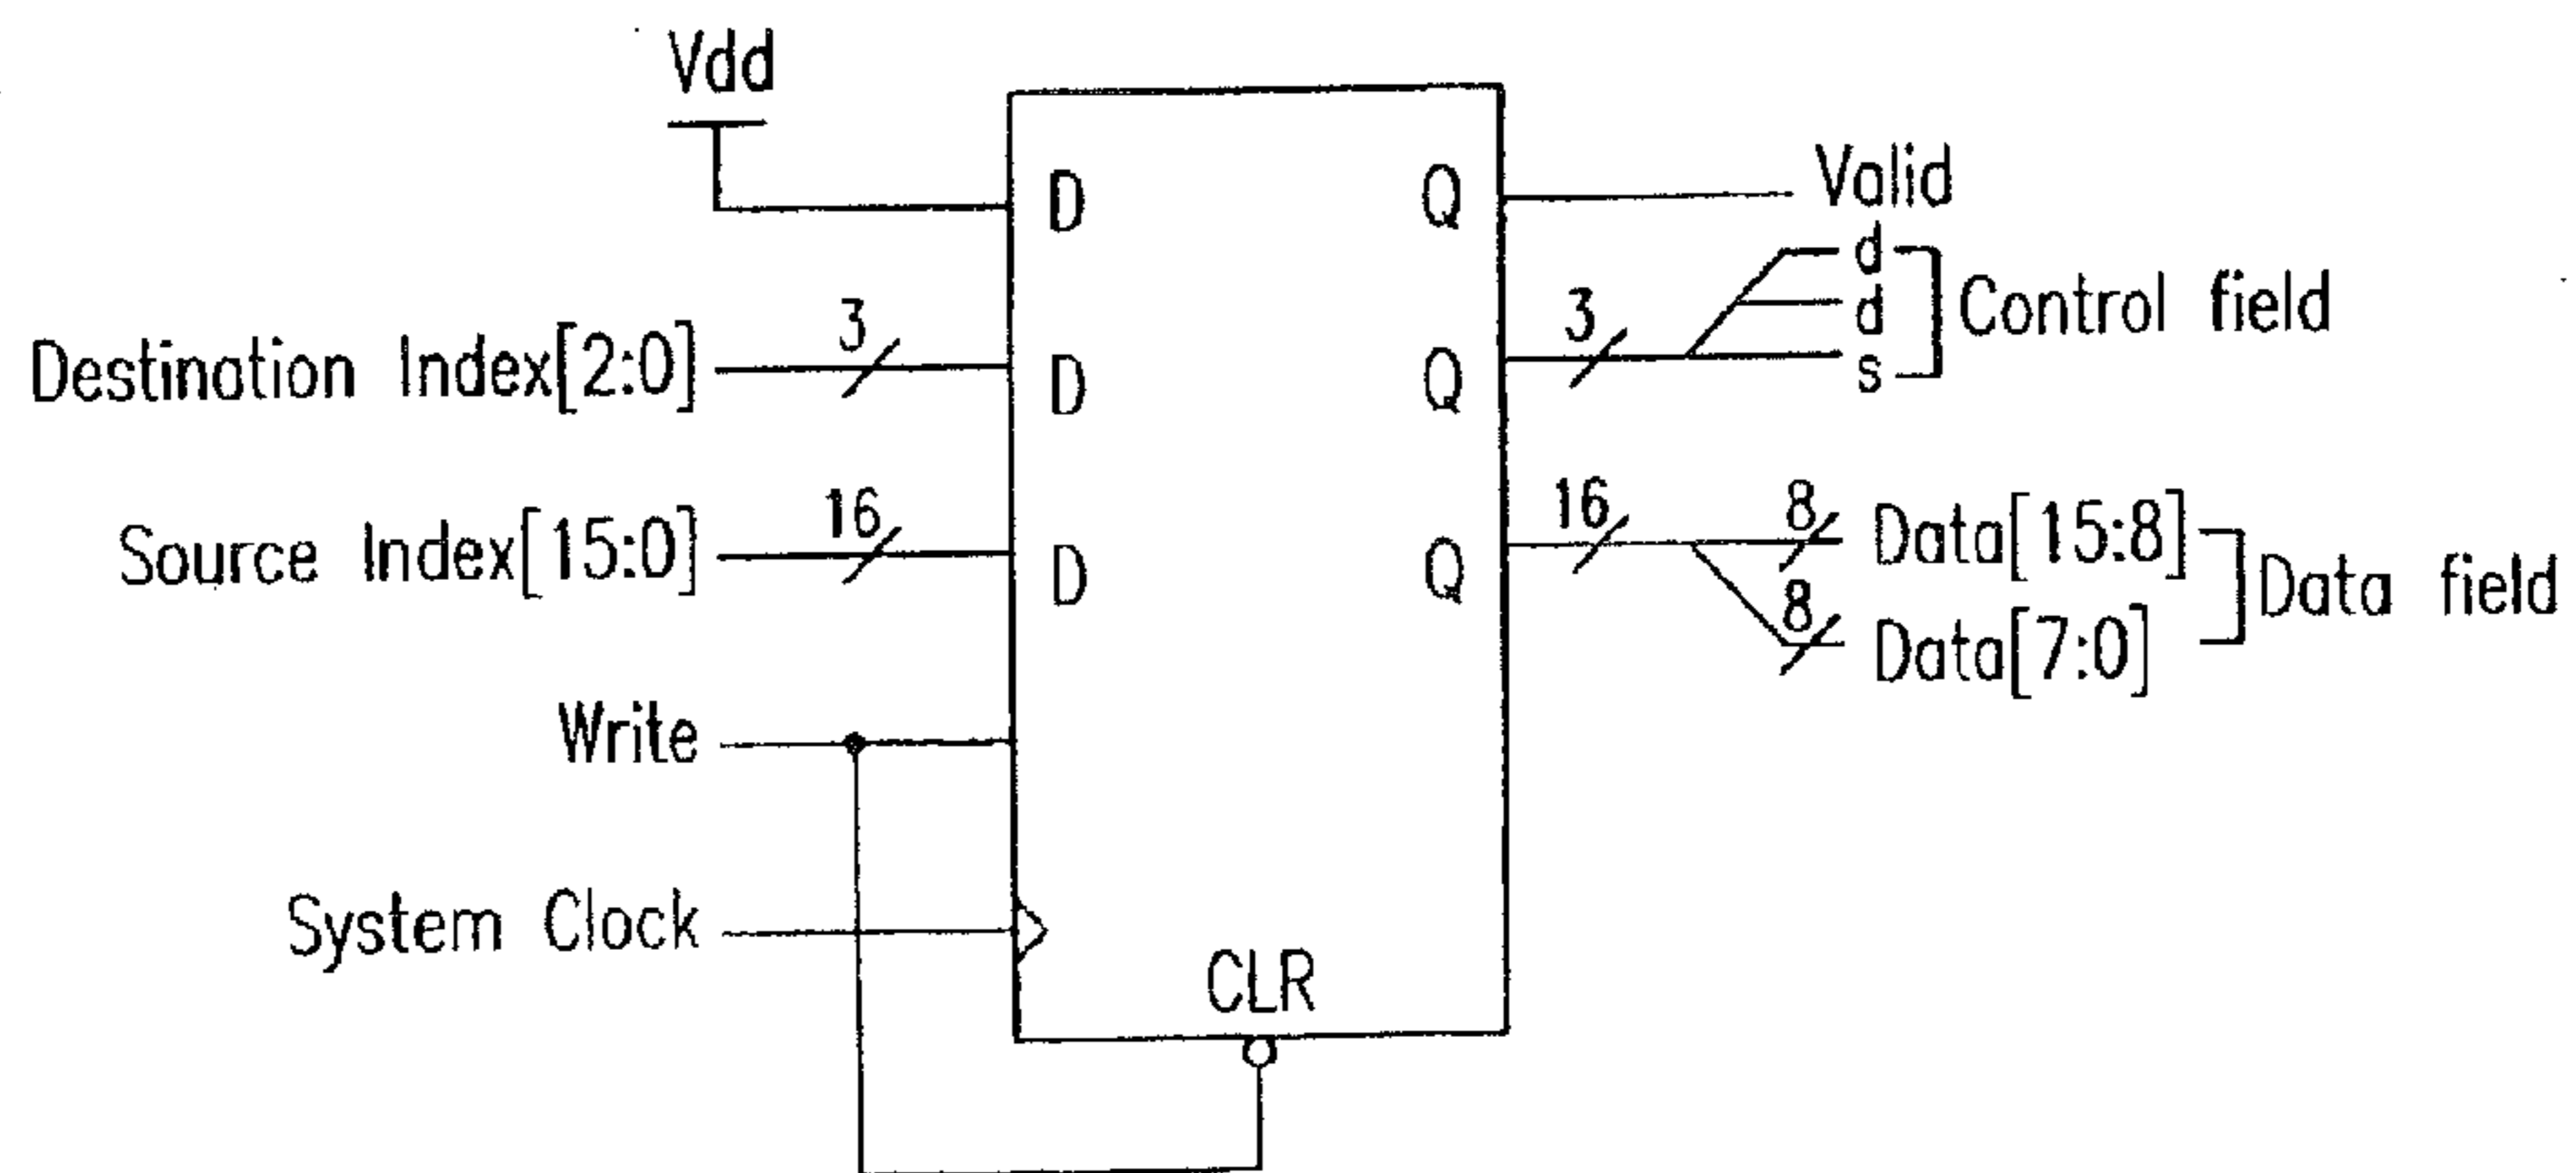 Vdd
D Q Valid
d
d
s
Control field
Destination Index[2:0] 3 D Q 3
Source Index[15:0] 16 D Q 16 8 Data[15:8]
8 Data[7:0]
Data field
Write
System Clock
CLR